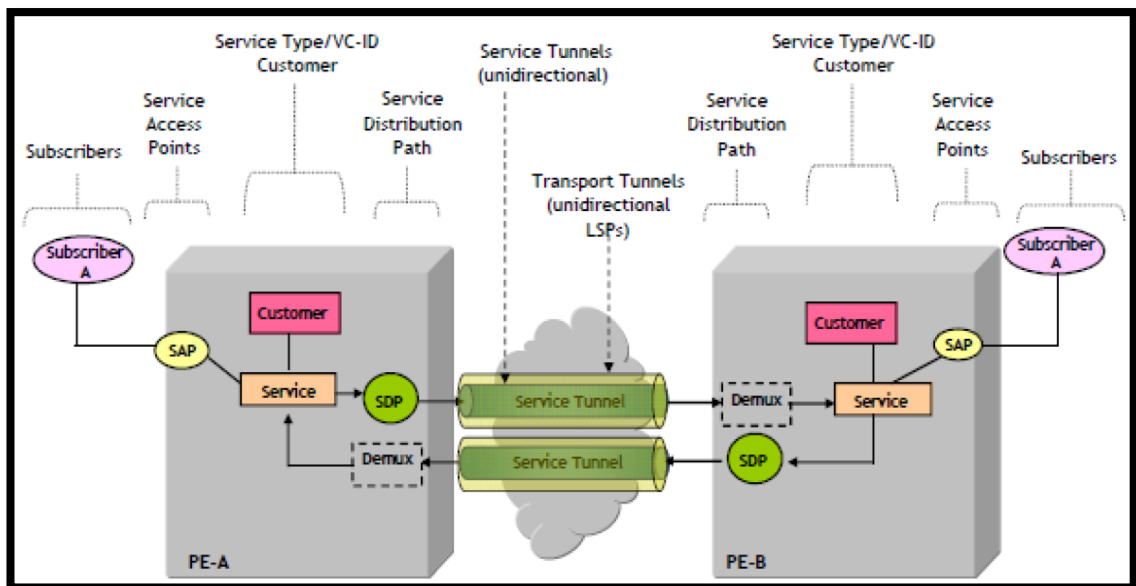 Service Type/VC-ID
Customer
Service Tunnels
(unidirectional)
Service Type/VC-ID
Customer
Service
Access
Points
Service
Distribution
Path
Service
Distribution
Path
Service
Access
Points
Subscribers
Subscribers
Transport Tunnels
(unidirectional
LSPs)
Subscriber
A
Subscriber
A
Customer
Customer
SAP
SAP
Service
SDP
Service Tunnel
Demux
Service
Demux
Service Tunnel
SDP
PE-A
PE-B